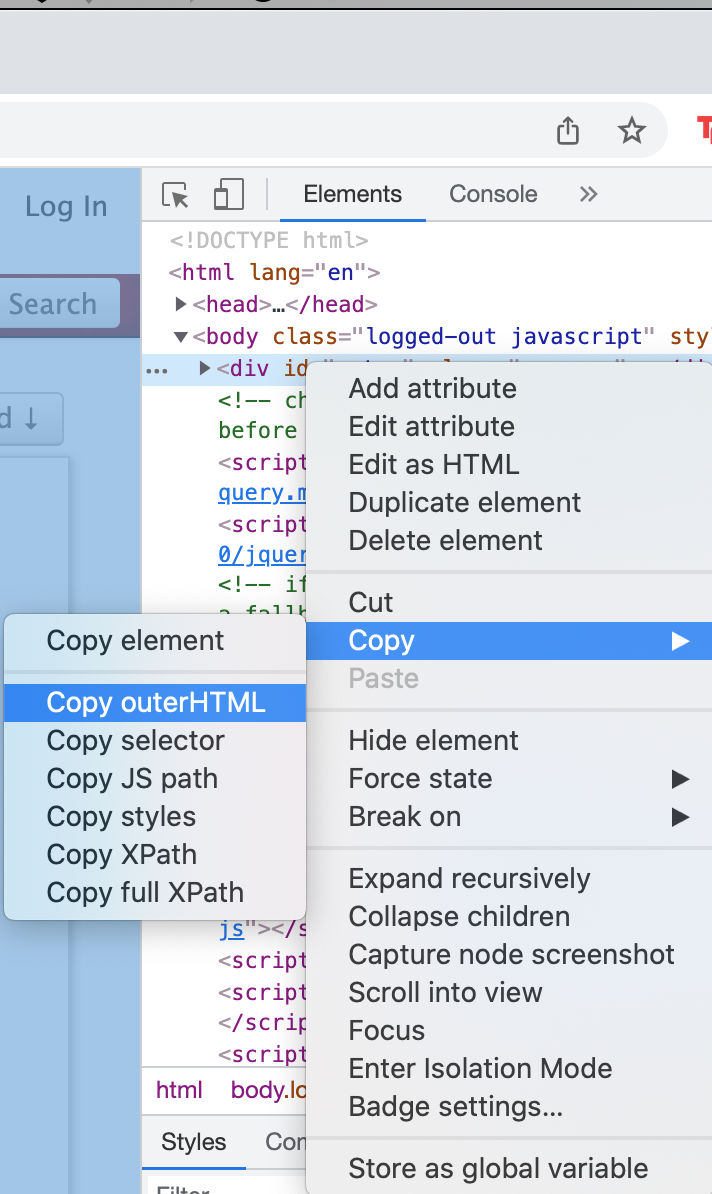 Log In
Search
d ↓
Elements
Console
»
<!DOCTYPE html>
<html lang="en">
▶<head>…</head>
▼<body class="logged-out javascript" sty
… ▶<div id
<!-- ch
before
<script
query.m
<script
0/jquer
<!-- if
a fallb
js"></s
<script
<script
</scrip
<script
html body.lo
Styles
Com
Filter
Add attribute
Edit attribute
Edit as HTML
Duplicate element
Delete element
Cut
Copy
Paste
Hide element
Force state
Break on
Expand recursively
Collapse children
Capture node screenshot
Scroll into view
Focus
Enter Isolation Mode
Badge settings...
Store as global variable
Copy element
Copy outerHTML
Copy selector
Copy JS path
Copy styles
Copy XPath
Copy full XPath